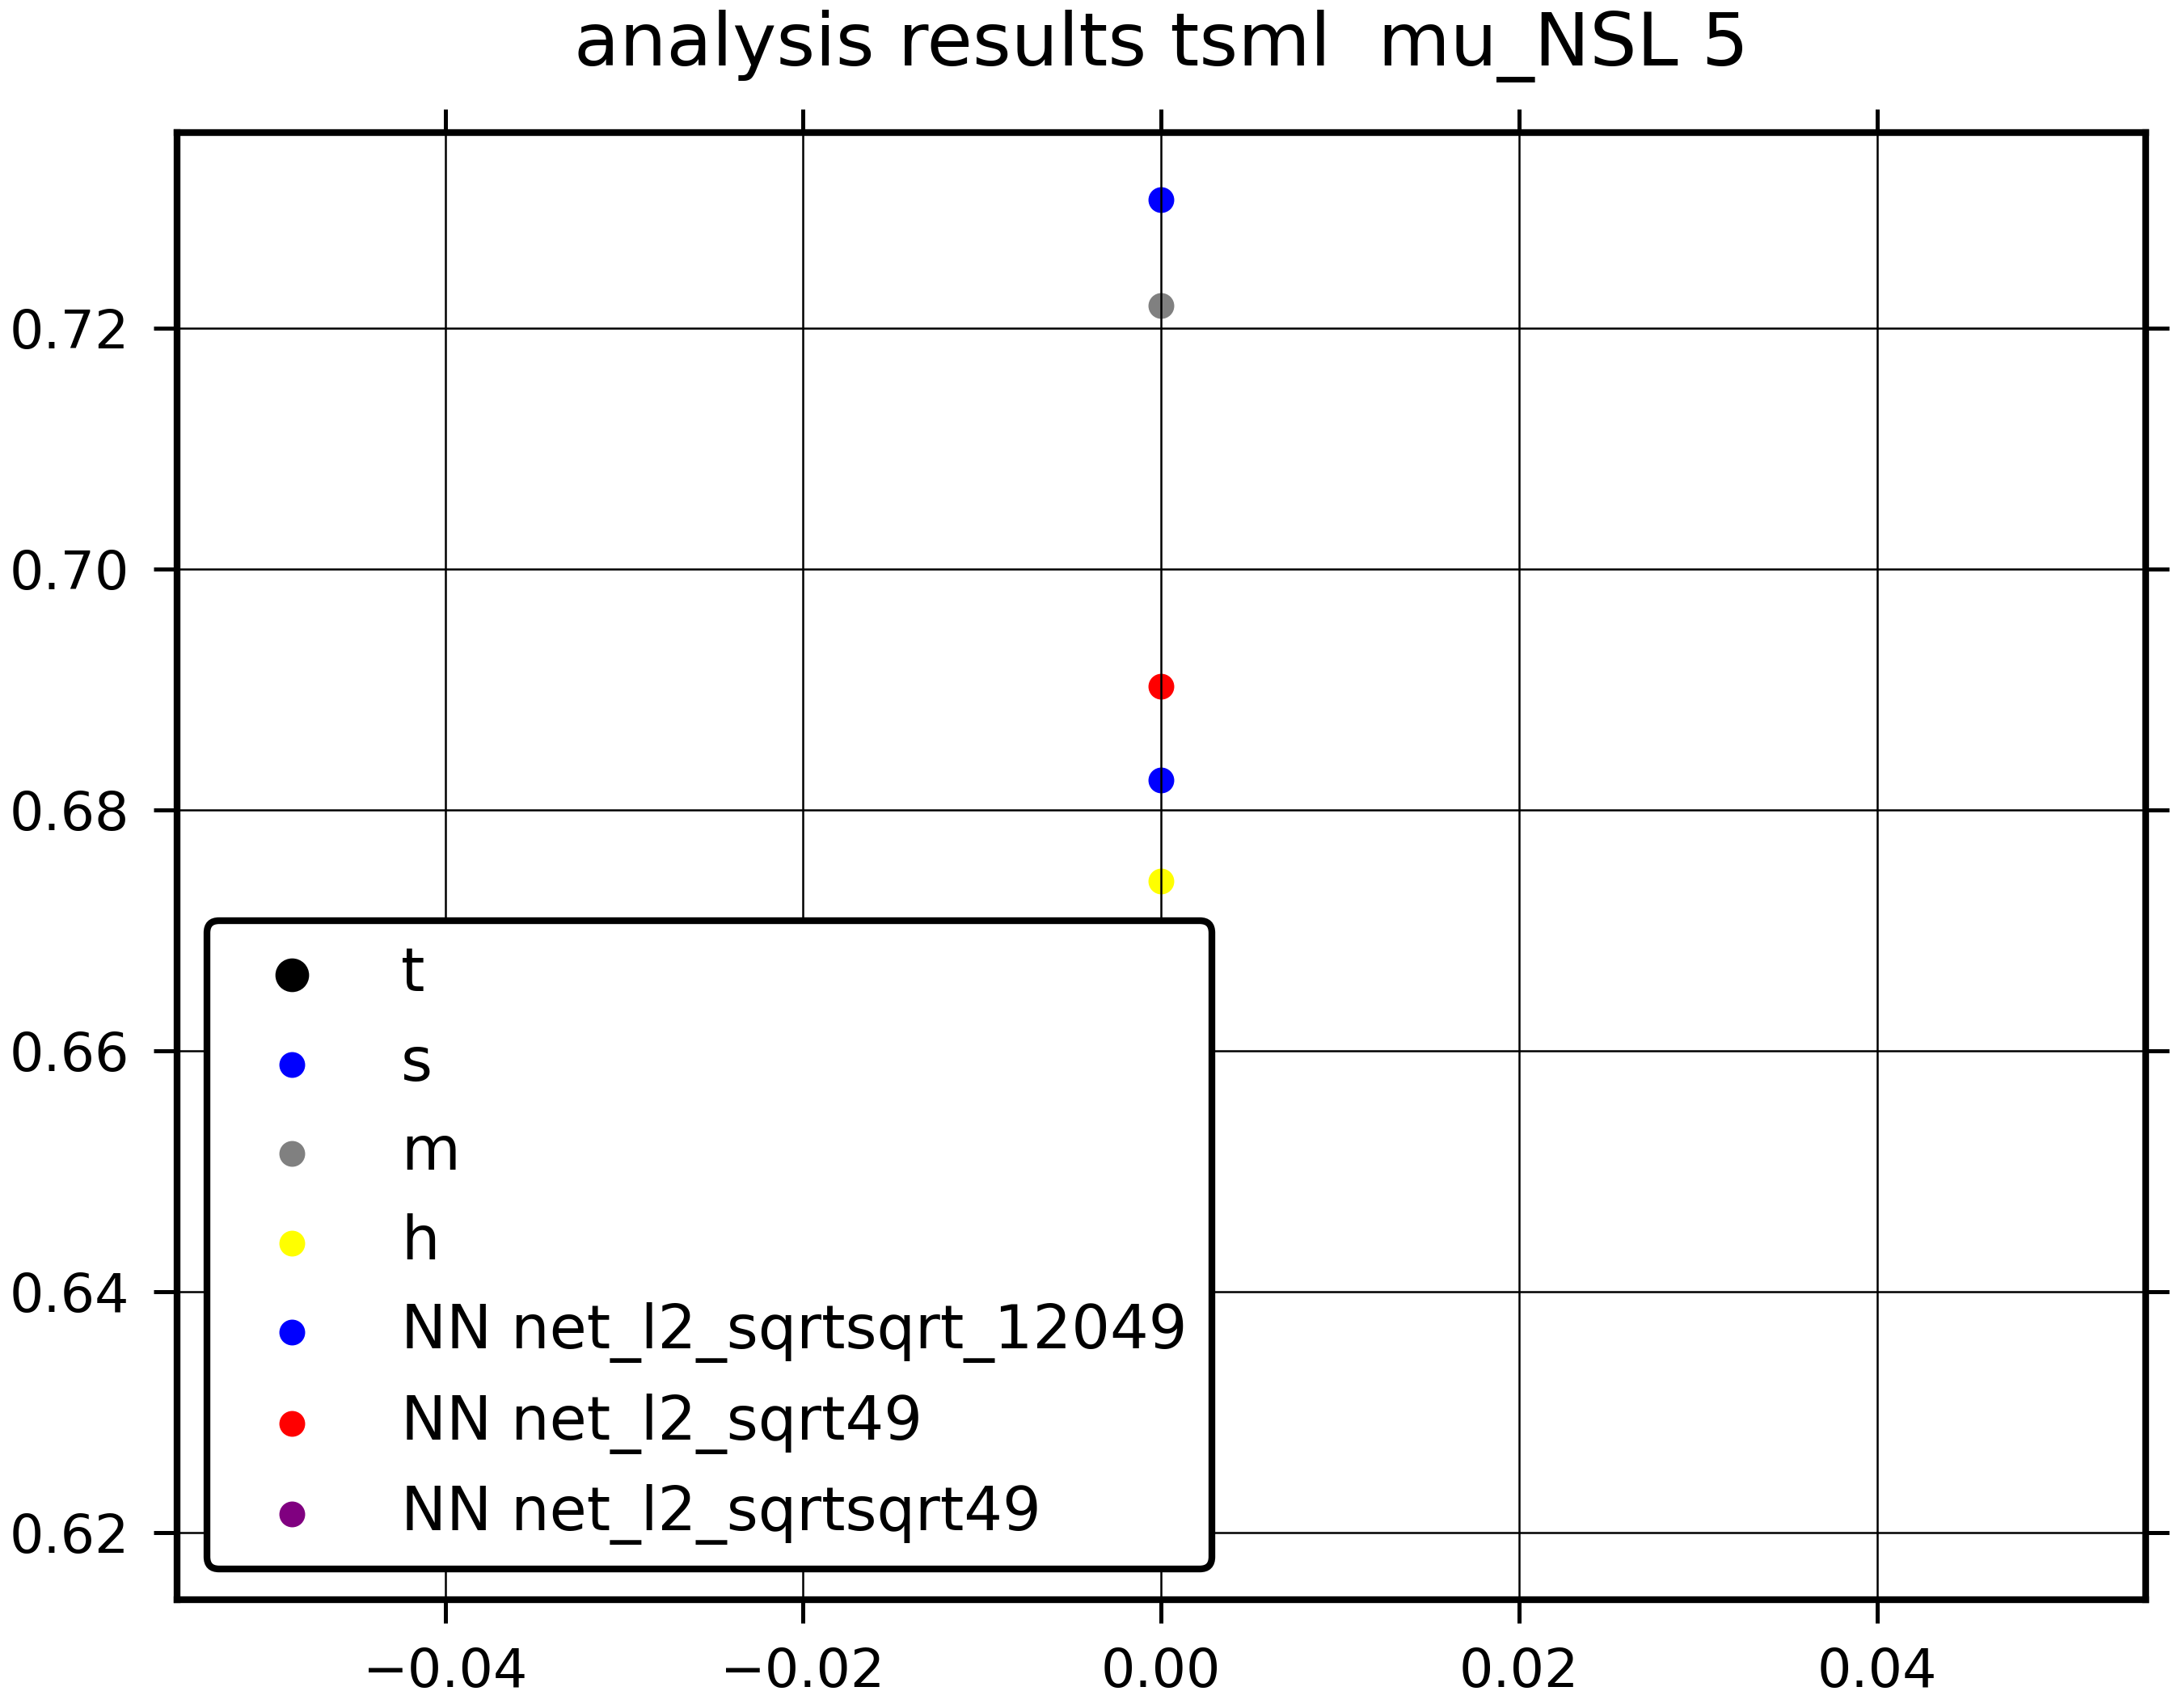 analysis results tsml  mu_NSL 5
0.72
0.70
0.68
0.66
0.64
0.62
t
s
m
h
NN net_l2_sqrtsqrt_12049
NN net_l2_sqrt49
NN net_l2_sqrtsqrt49
−0.04 −0.02 0.00 0.02 0.04